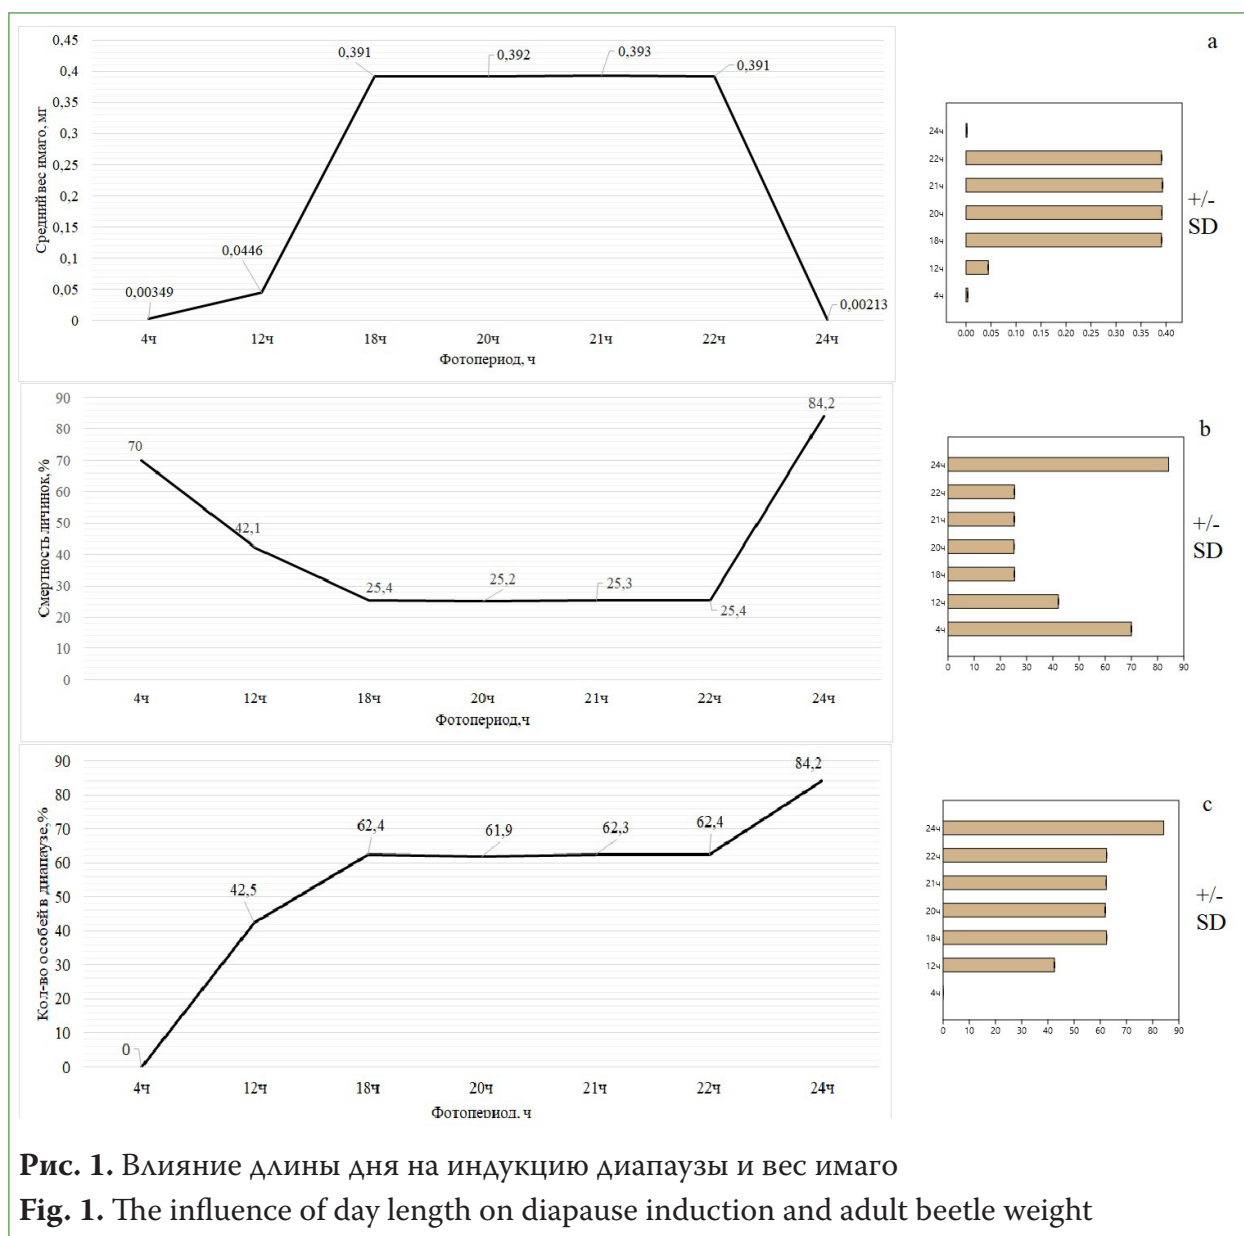 a
Средний вес имаго, мг
0,45
0,4
0,35
0,3
0,25
0,2
0,15
0,1
0,05
0
0,00349
0,0446
0,391
0,392
0,393
0,391
0,00213
4ч 12ч 18ч 20ч 21ч 22ч 24ч
Фотопериод, ч
24ч
22ч
21ч
20ч
18ч
12ч
4ч
0.00 0.05 0.10 0.15 0.20 0.25 0.30 0.35 0.40
+/-
SD
b
Смертность личинок,%
90
80
70
60
50
40
30
20
10
0
70
42,1
25,4
25,2
25,3
25,4
84,2
4ч 12ч 18ч 20ч 21ч 22ч 24ч
Фотопериод,ч
24ч
22ч
21ч
20ч
18ч
12ч
4ч
0 10 20 30 40 50 60 70 80 90
+/-
SD
c
Кол-во особей в диапаузе,%
90
80
70
60
50
40
30
20
10
0
0
42,5
62,4
61,9
62,3
62,4
84,2
4ч 12ч 18ч 20ч 21ч 22ч 24ч
Фотопериод, ч
24ч
22ч
21ч
20ч
18ч
12ч
4ч
0 10 20 30 40 50 60 70 80 90
+/-
SD
Рис. 1. Влияние длины дня на индукцию диапаузы и вес имаго
Fig. 1. The influence of day length on diapause induction and adult beetle weight